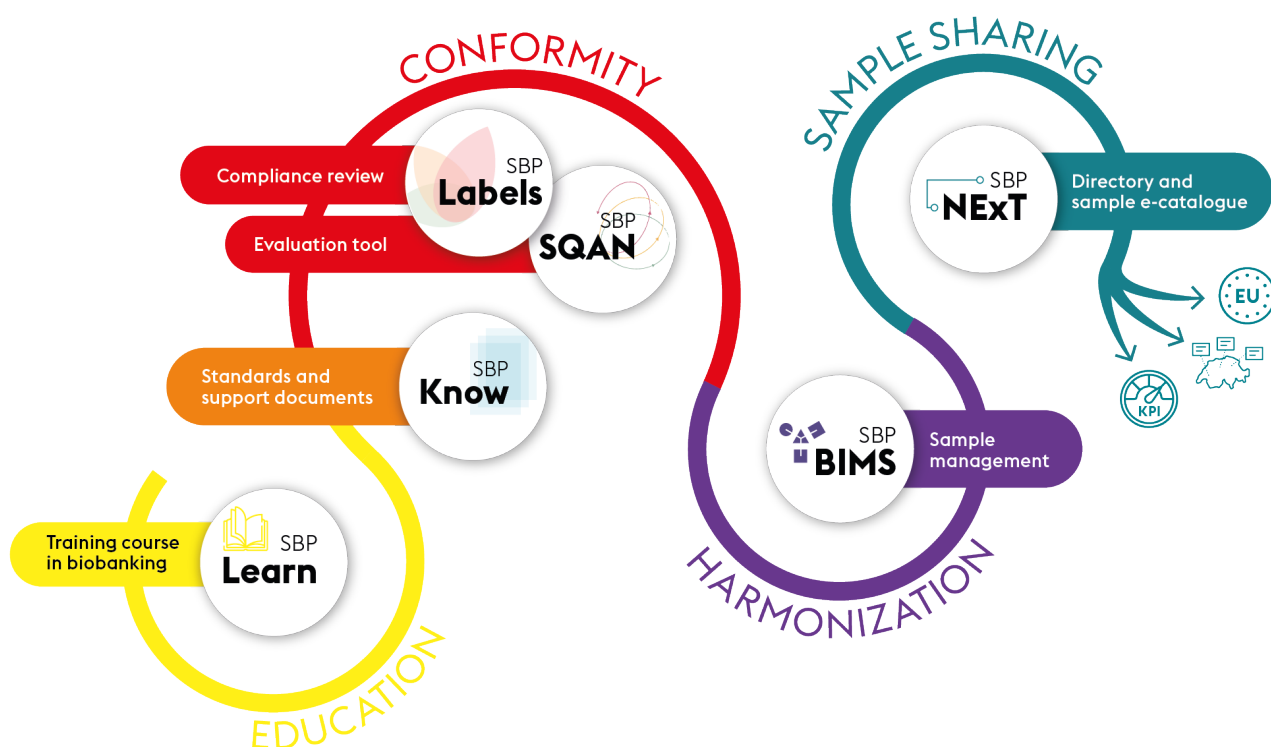 CONFORMITY
Compliance review
SBP
Labels
Evaluation tool
SBP
SQAN
Standards and
support documents
SBP
Know
Training course
in biobanking
SBP
Learn
EDUCATION
SAMPLE SHARING
SBP
NExT
Directory and
sample e-catalogue
EU
KPI
SBP
BIMS
Sample
management
HARMONIZATION